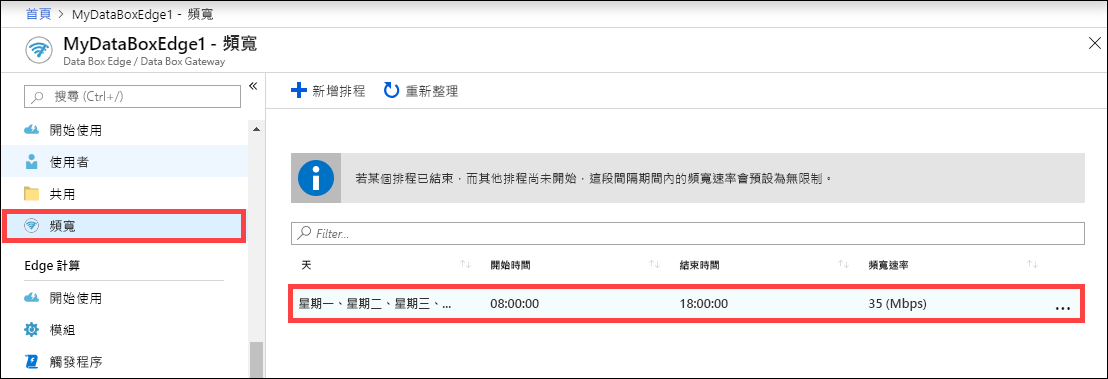 首頁 > MyDataBoxEdge1 - 頻寬
MyDataBoxEdge1 - 頻寬
Data Box Edge / Data Box Gateway
搜尋 (Ctrl+/)
開始使用
使用者
共用
頻寬
Edge 計算
開始使用
模組
觸發程序
新增排程 重新整理
若某個排程已結束，而其他排程尚未開始，這段間隔期間內的頻寬速率會預設為無限制。
Filter...
天 開始時間 結束時間 頻寬速率
星期一、星期二、星期三、... 08:00:00 18:00:00 35 (Mbps) ...